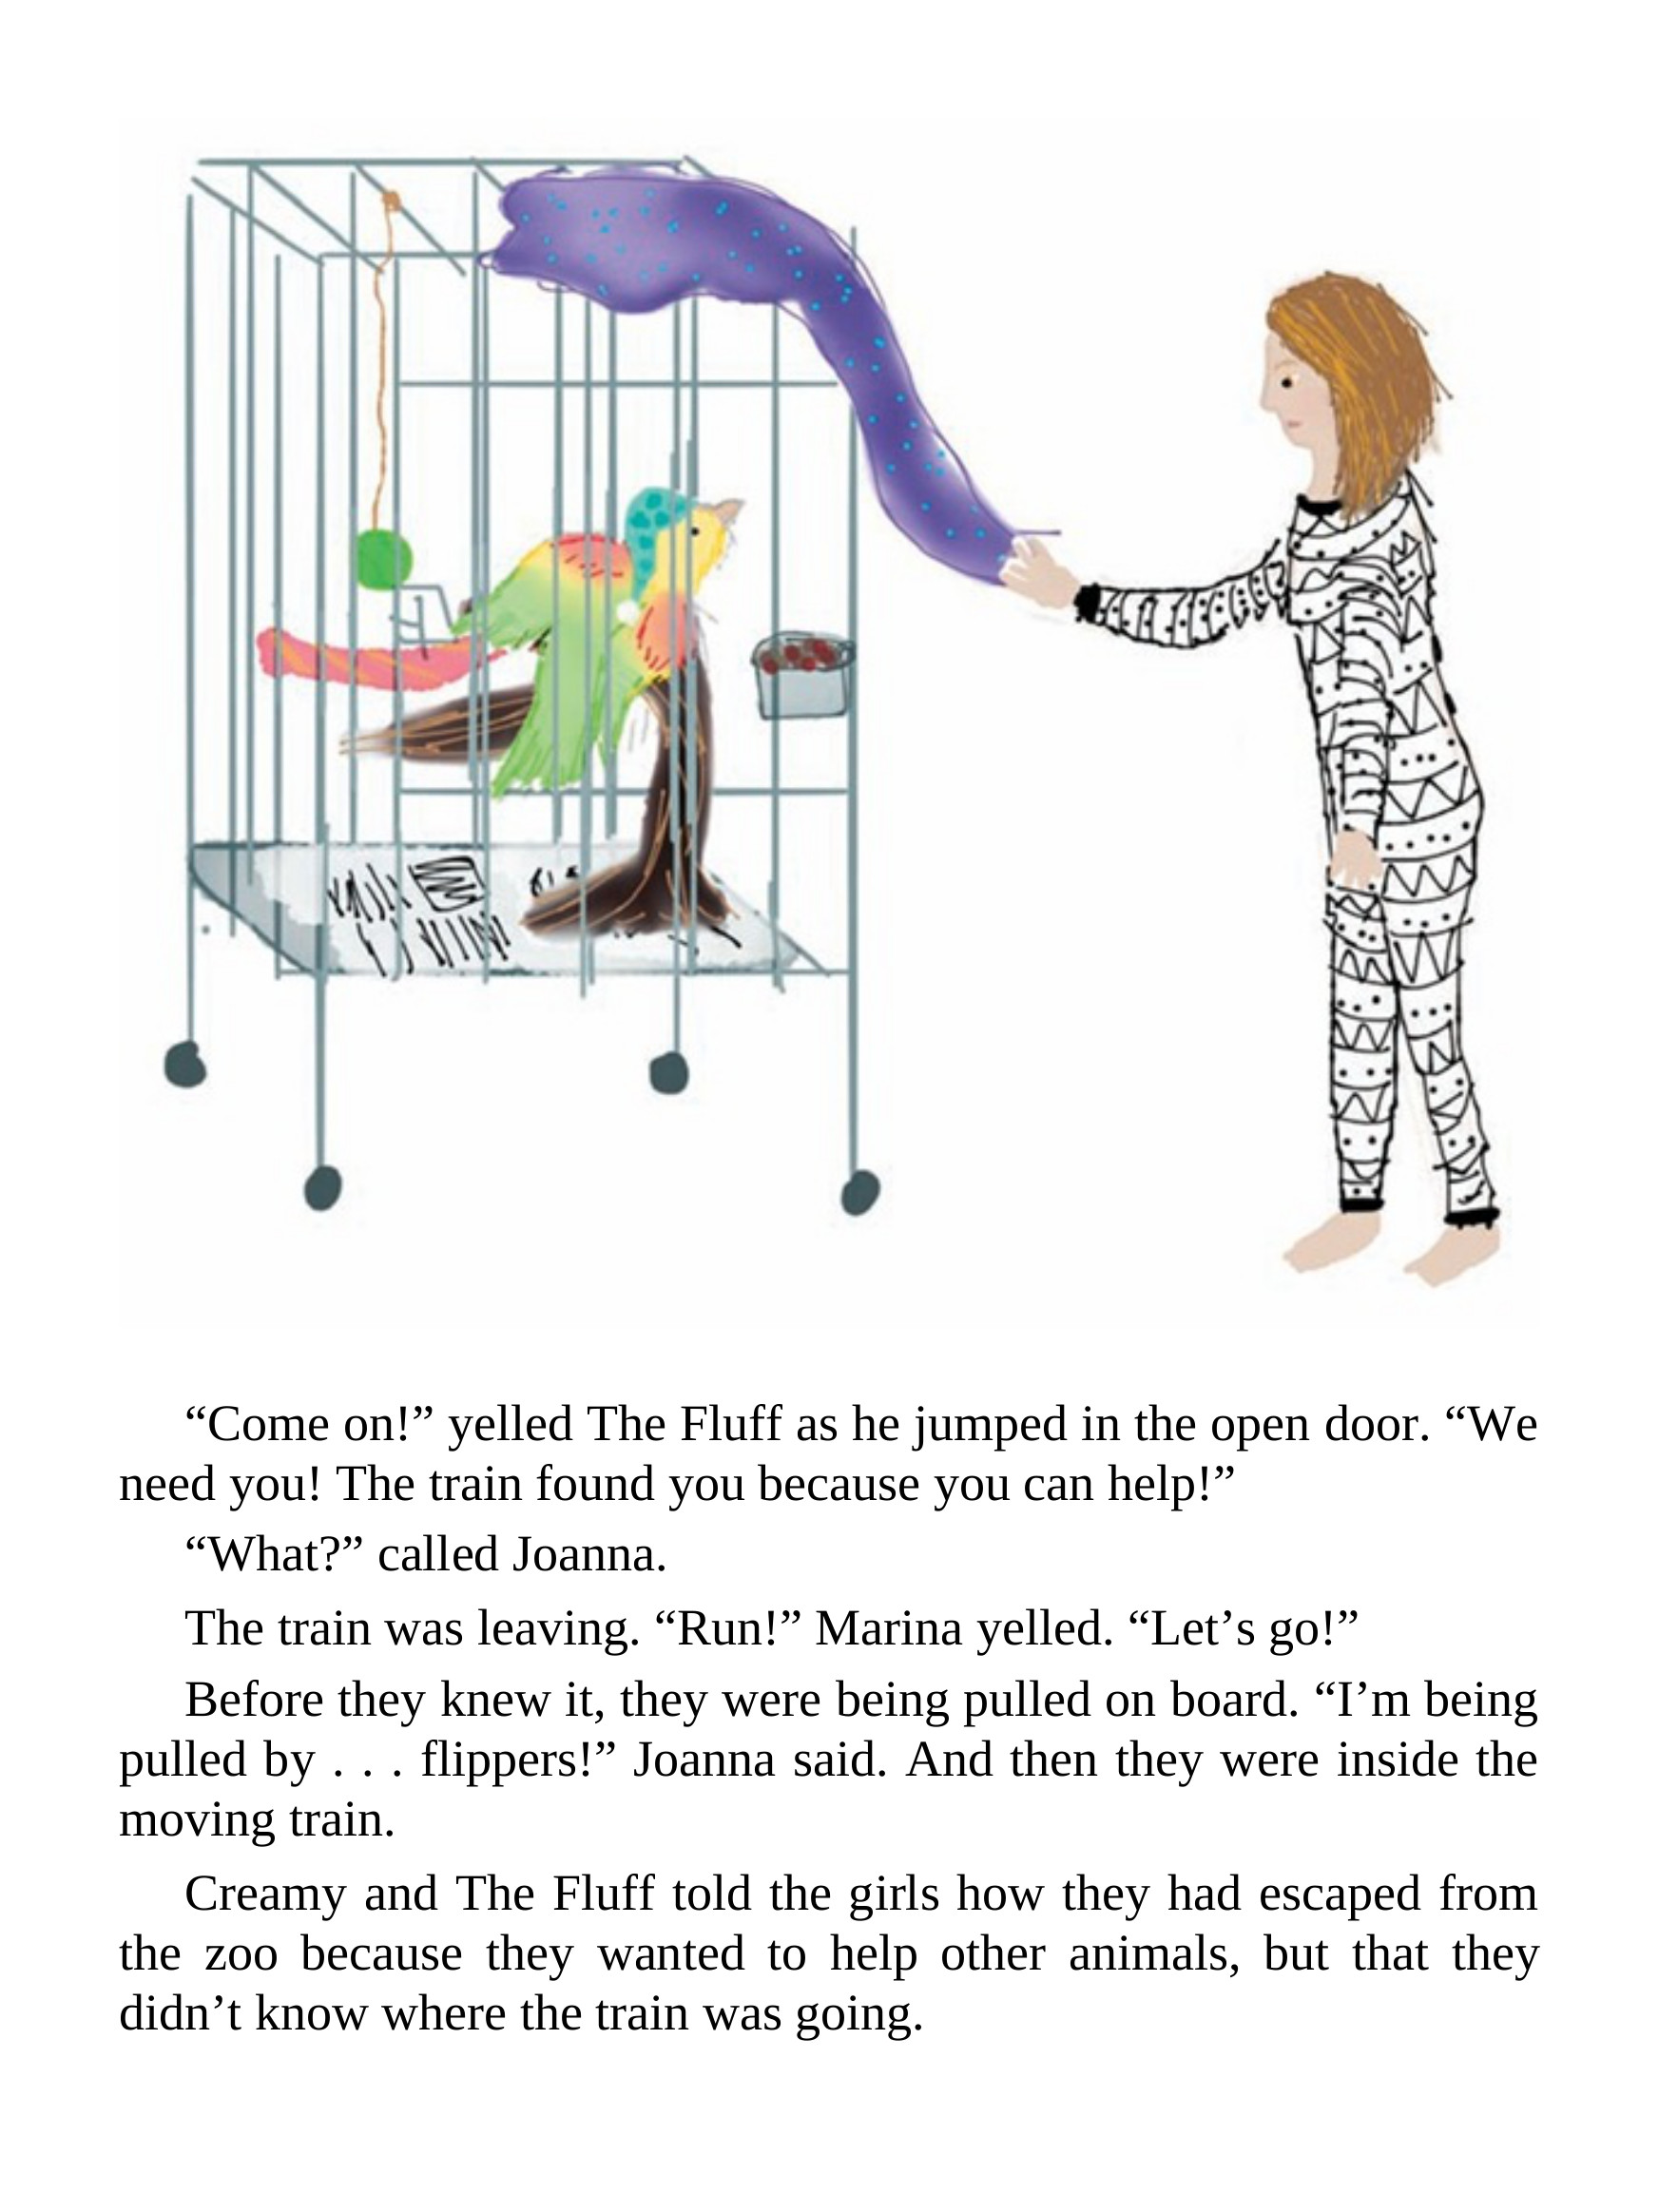 “Come on!” yelled The Fluff as he jumped in the open door. “We
need you! The train found you because you can help!”
“What?” called Joanna.
The train was leaving. “Run!” Marina yelled. “Let’s go!”
Before they knew it, they were being pulled on board. “I’m being
pulled by . . . flippers!” Joanna said. And then they were inside the
moving train.
Creamy and The Fluff told the girls how they had escaped from
the zoo because they wanted to help other animals, but that they
didn’t know where the train was going.